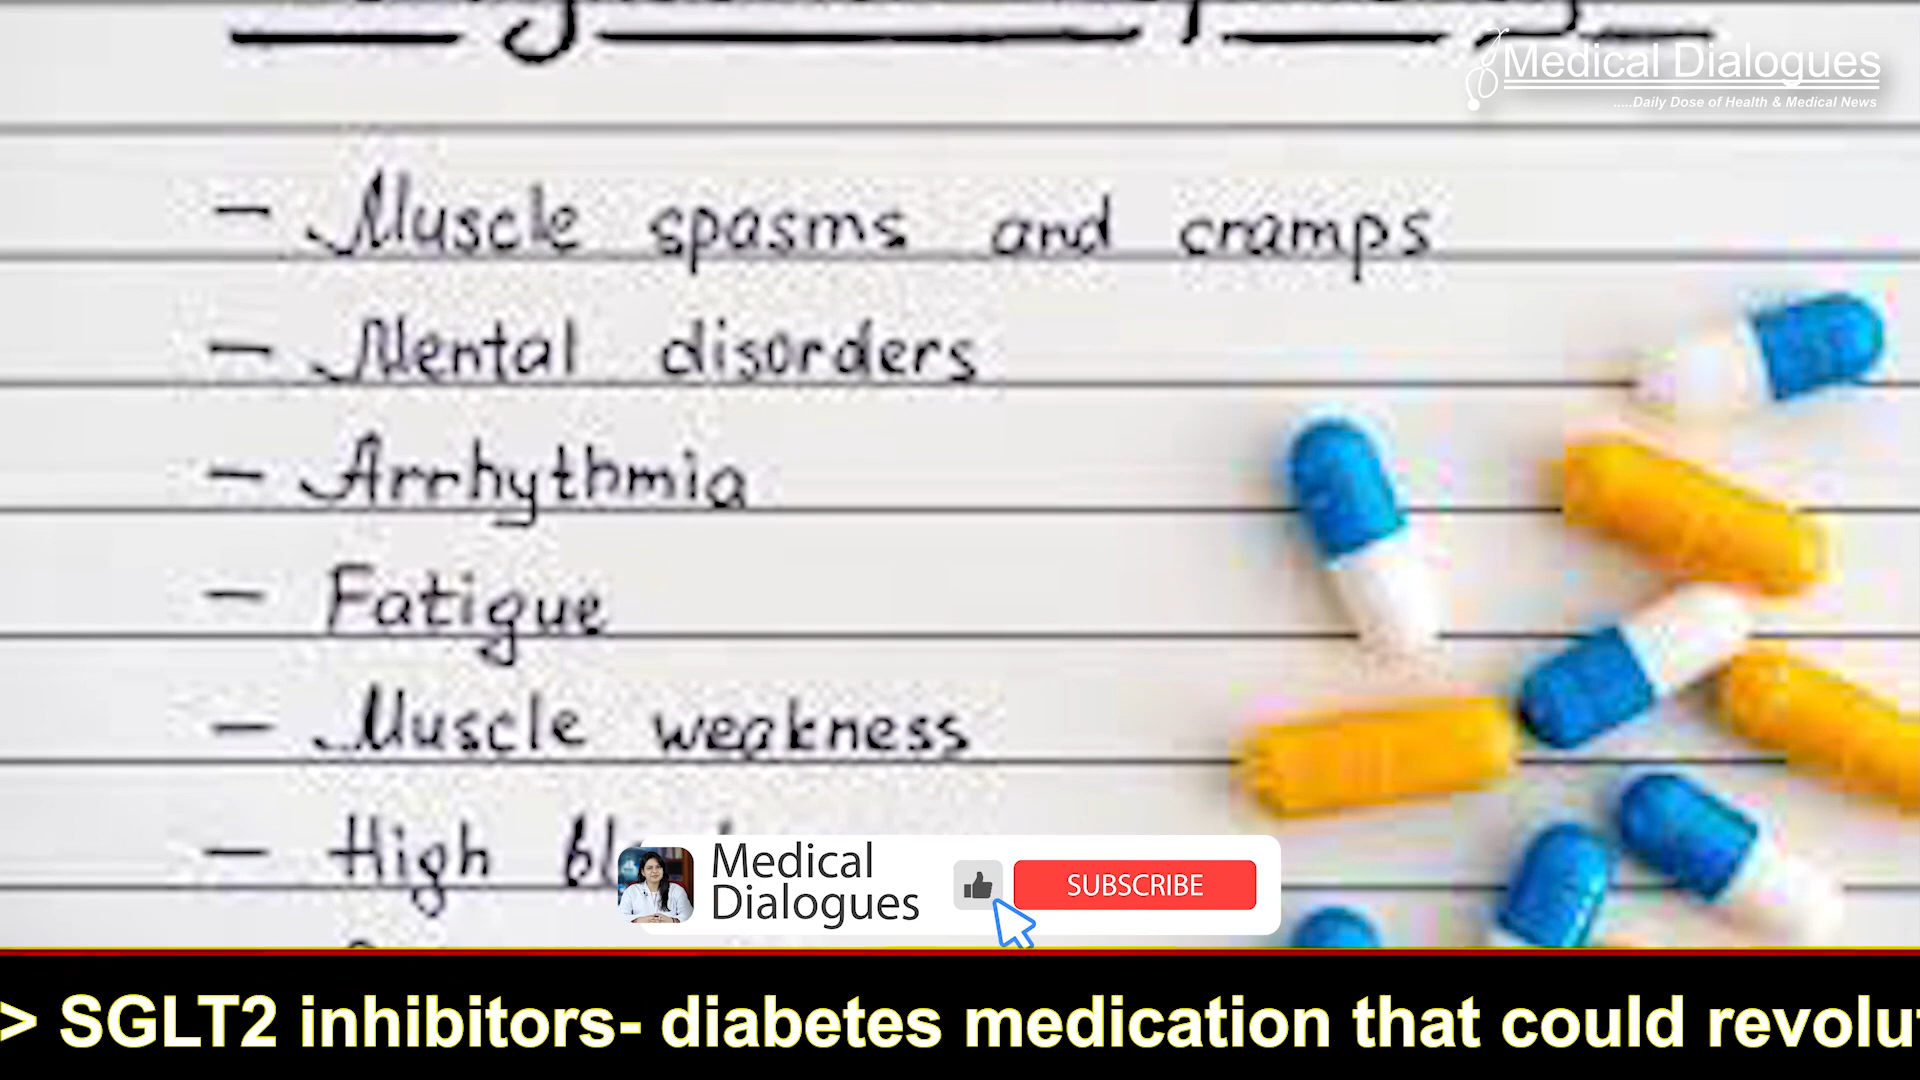 Medical Dialogues
.....Daily Dose of Health & Medical News
- Muscle spasms and cramps
- Mental disorders
- Arrhythmia
- Fatigue
- Muscle weakness
- High
Medical
Dialogues
SUBSCRIBE
> SGLT2 inhibitors- diabetes medication that could